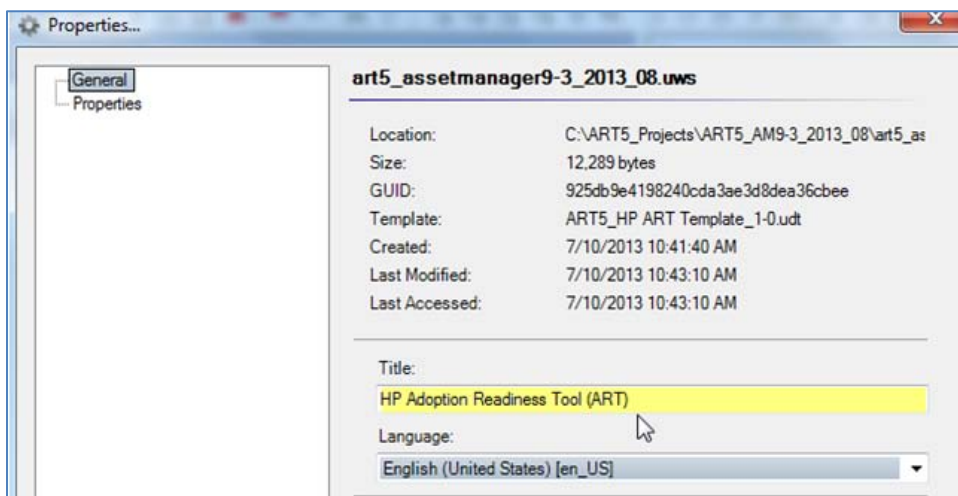 Properties...
General
Properties
art5_assetmanager9-3_2013_08.uws
Location: C:\ART5_Projects\ART5_AM9-3_2013_08\art5_as
Size: 12,289 bytes
GUID: 925db9e4198240cda3ae3d8dea36cbee
Template: ART5_HP ART Template_1-0.udt
Created: 7/10/2013 10:41:40 AM
Last Modified: 7/10/2013 10:43:10 AM
Last Accessed: 7/10/2013 10:43:10 AM
Title:
HP Adoption Readiness Tool (ART)
Language:
English (United States) [en_US]